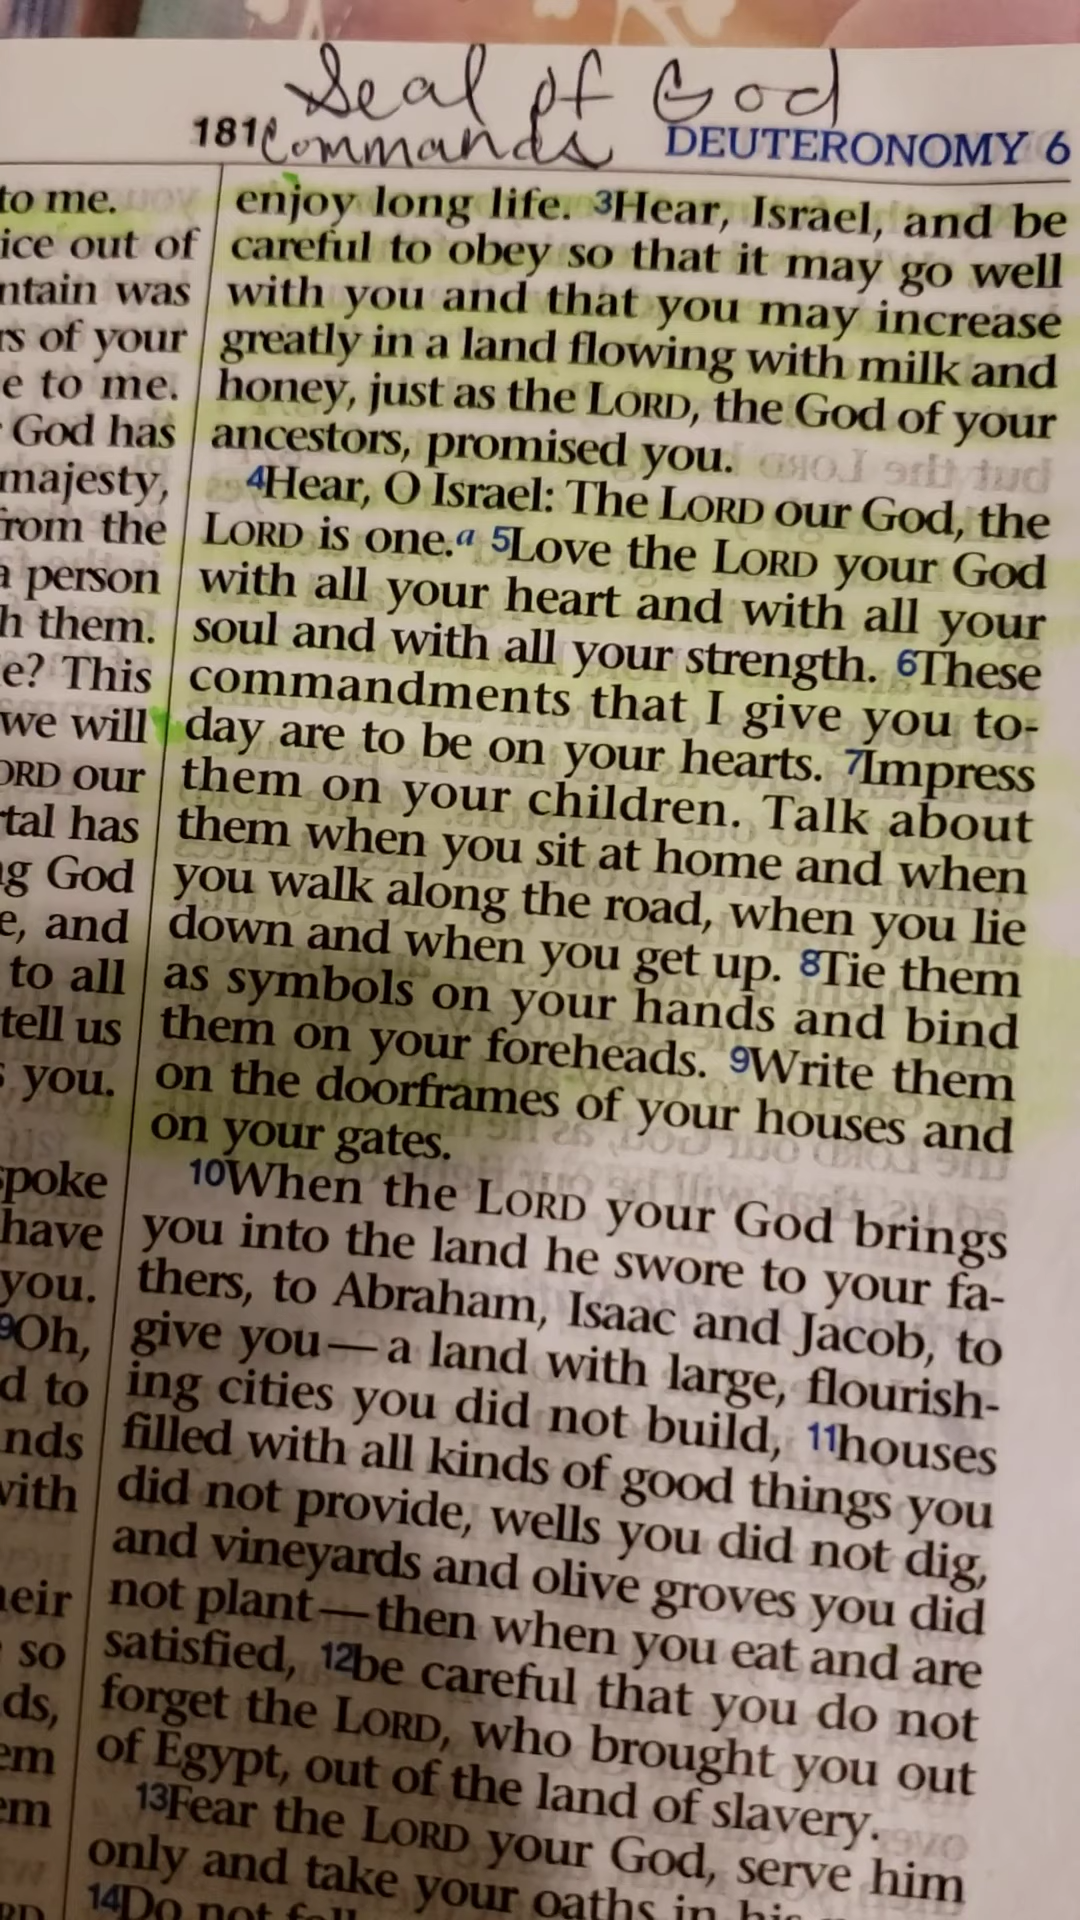 Seal of God
Commands
181
DEUTERONOMY 6
to me.
ice out of
ntain was
rs of your
e to me.
God has
majesty,
from the
a person
h them.
e? This
we will
ORD our
tal has
ng God
e, and
to all
tell us
s you.
spoke
have
you.
9Oh,
d to
nds
with
heir
so
ds,
em
em
enjoy long life. 3Hear, Israel, and be
careful to obey so that it may go well
with you and that you may increase
greatly in a land flowing with milk and
honey, just as the LORD, the God of your
ancestors, promised you.
4Hear, O Israel: The LORD our God, the
LORD is one.a 5Love the LORD your God
with all your heart and with all your
soul and with all your strength. 6These
commandments that I give you to-
day are to be on your hearts. 7Impress
them on your children. Talk about
them when you sit at home and when
you walk along the road, when you lie
down and when you get up. 8Tie them
as symbols on your hands and bind
them on your foreheads. 9Write them
on the doorframes of your houses and
on your gates.
10When the LORD your God brings
you into the land he swore to your fa-
thers, to Abraham, Isaac and Jacob, to
give you—a land with large, flourish-
ing cities you did not build, 11houses
filled with all kinds of good things you
did not provide, wells you did not dig,
and vineyards and olive groves you did
not plant—then when you eat and are
satisfied, 12be careful that you do not
forget the LORD, who brought you out
of Egypt, out of the land of slavery.
13Fear the LORD your God, serve him
only and take your oaths in his
14Do not